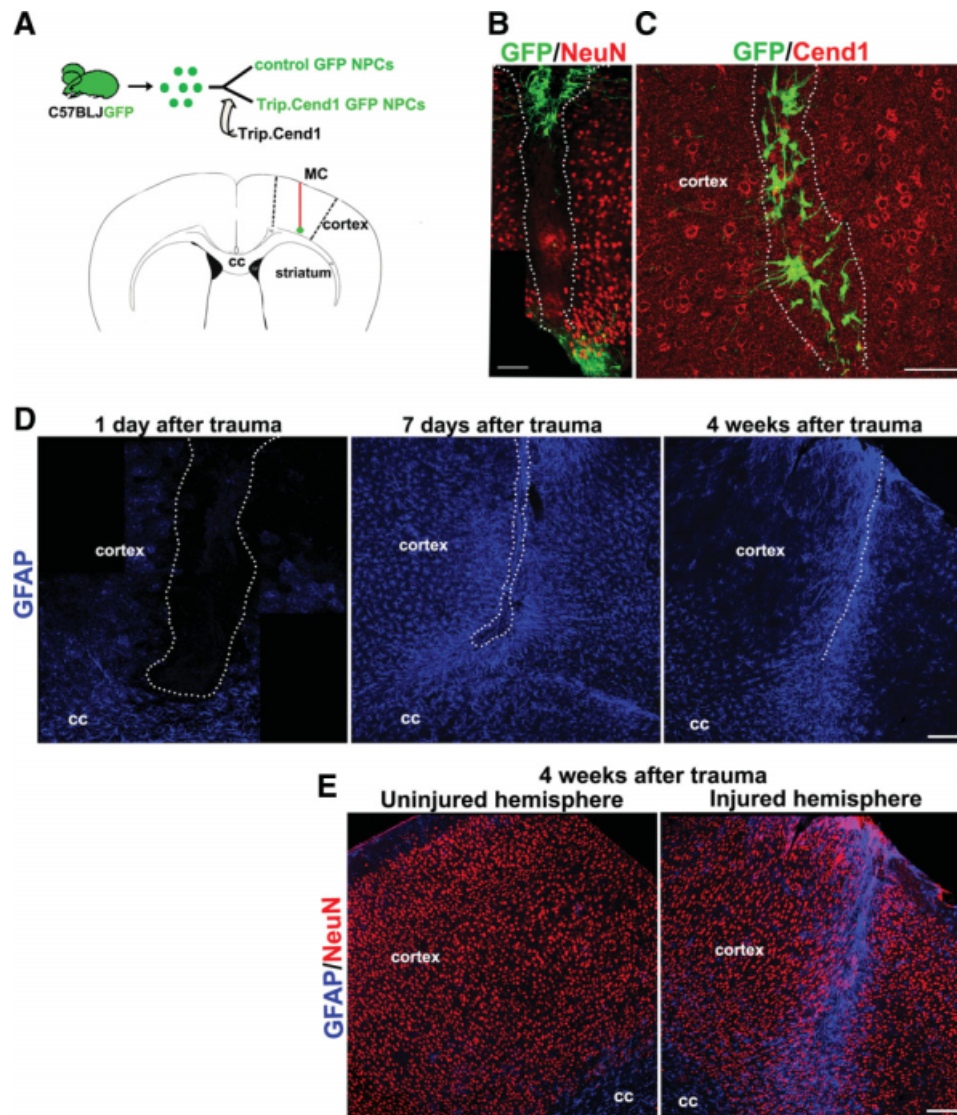 A
control GFP NPCs
C57BLJGFP
Trip.Cend1 GFP NPCs
Trip.Cend1
MC
cortex
cc
striatum
B
GFP/NeuN
C
GFP/Cend1
cortex
D
1 day after trauma
7 days after trauma
4 weeks after trauma
GFAP
cortex
cc
cortex
cc
cortex
cc
E
4 weeks after trauma
Uninjured hemisphere
Injured hemisphere
GFAP/NeuN
cortex
cc
cortex
cc